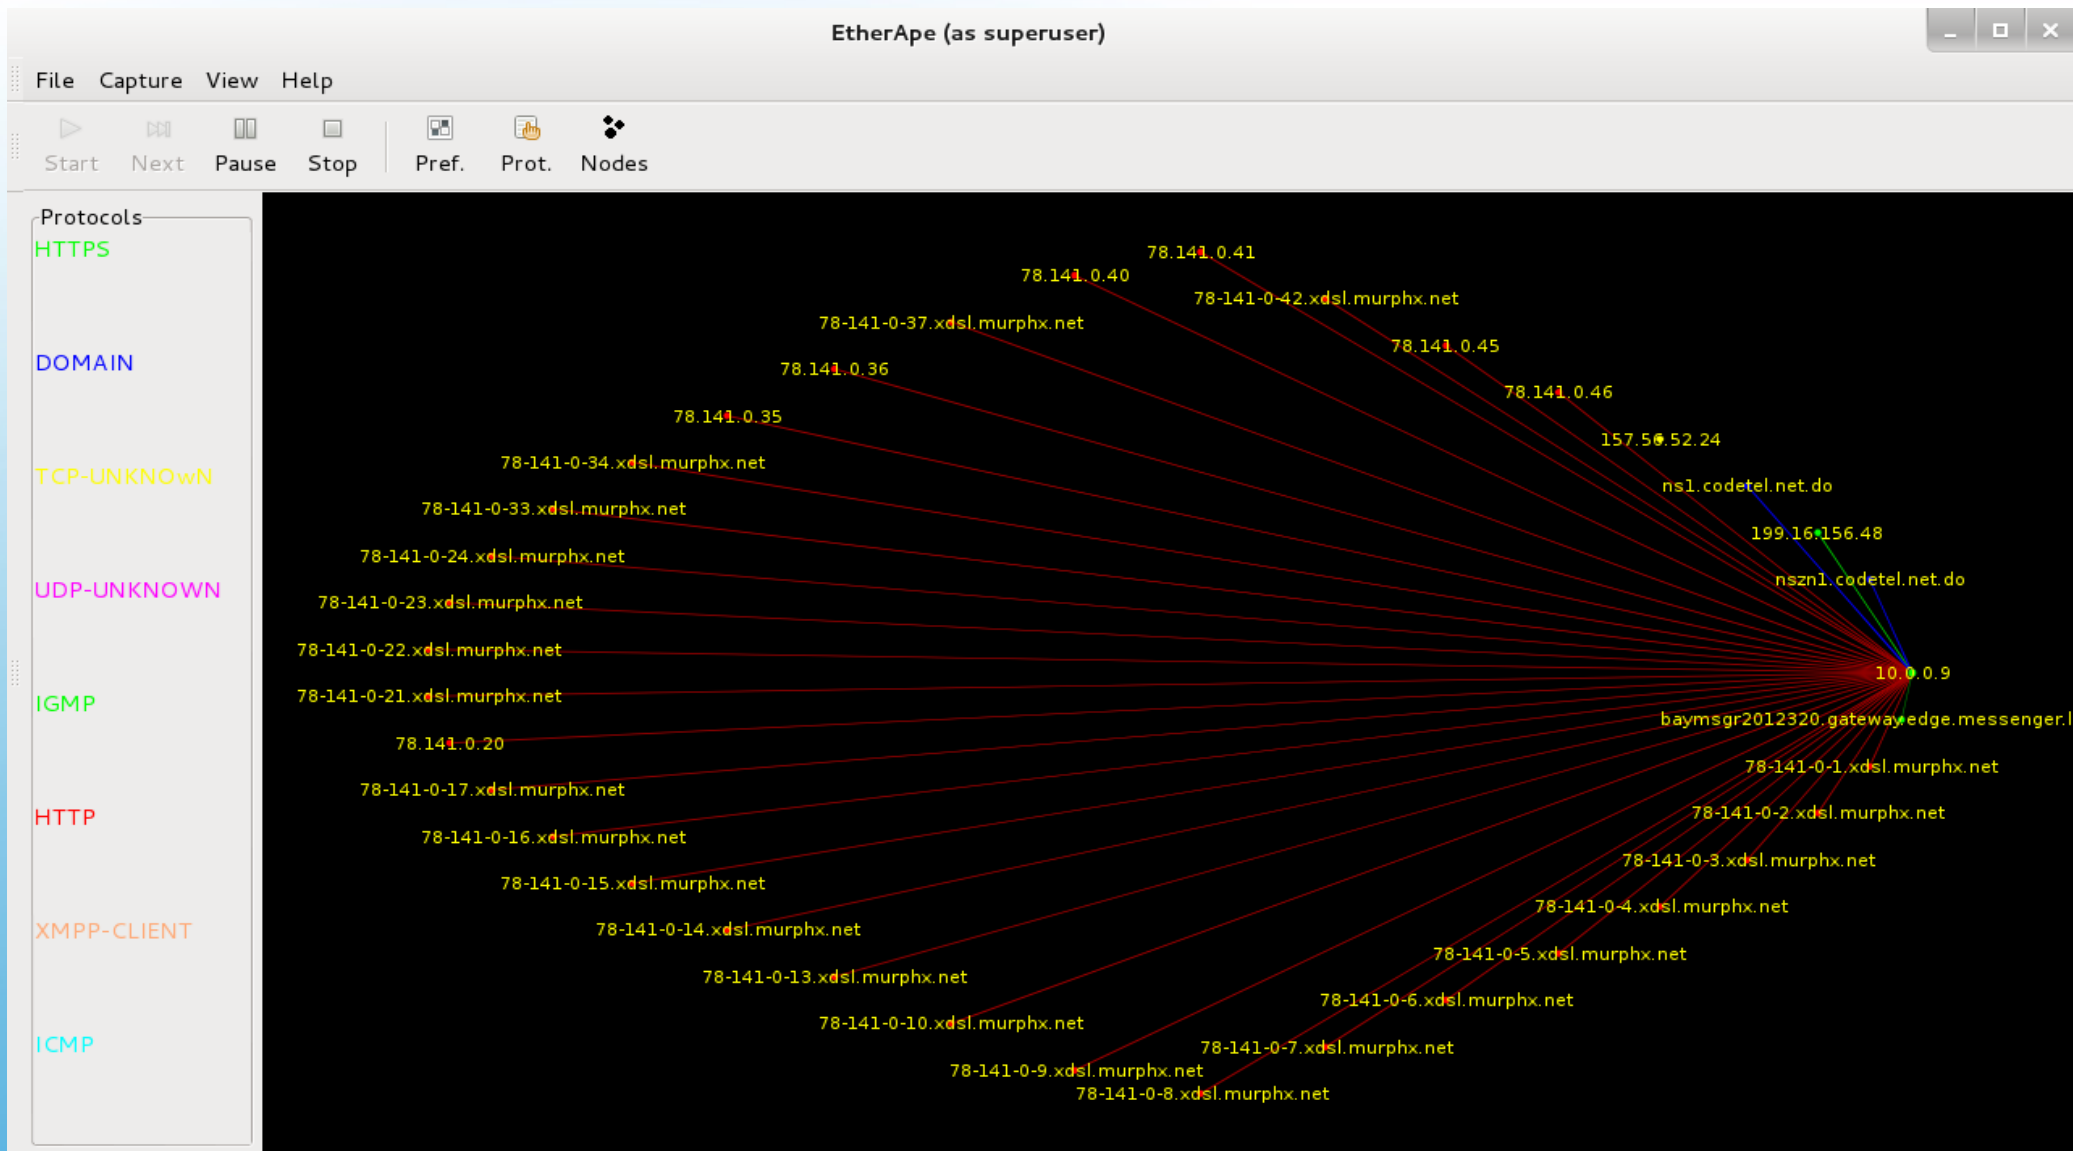 EtherApe (as superuser)
File Capture View Help
Start Next Pause Stop Pref. Prot. Nodes
Protocols
HTTPS
DOMAIN
TCP-UNKNOwN
UDP-UNKNOWN
IGMP
HTTP
XMPP-CLIENT
ICMP
78.141.0.41
78.141.0.40
78-141-0-42.xdsl.murphx.net
78-141-0-37.xdsl.murphx.net
78.141.0.45
78.141.0.36
78.141.0.46
78.141.0.35
157.56.52.24
78-141-0-34.xdsl.murphx.net
ns1.codetel.net.do
78-141-0-33.xdsl.murphx.net
199.16.156.48
78-141-0-24.xdsl.murphx.net
nszn1.codetel.net.do
78-141-0-23.xdsl.murphx.net
78-141-0-22.xdsl.murphx.net
10.0.0.9
78-141-0-21.xdsl.murphx.net
baymsgr2012320.gateway.edge.messenger.l
78.141.0.20
78-141-0-1.xdsl.murphx.net
78-141-0-17.xdsl.murphx.net
78-141-0-2.xdsl.murphx.net
78-141-0-16.xdsl.murphx.net
78-141-0-3.xdsl.murphx.net
78-141-0-15.xdsl.murphx.net
78-141-0-4.xdsl.murphx.net
78-141-0-14.xdsl.murphx.net
78-141-0-5.xdsl.murphx.net
78-141-0-13.xdsl.murphx.net
78-141-0-6.xdsl.murphx.net
78-141-0-10.xdsl.murphx.net
78-141-0-7.xdsl.murphx.net
78-141-0-9.xdsl.murphx.net
78-141-0-8.xdsl.murphx.net